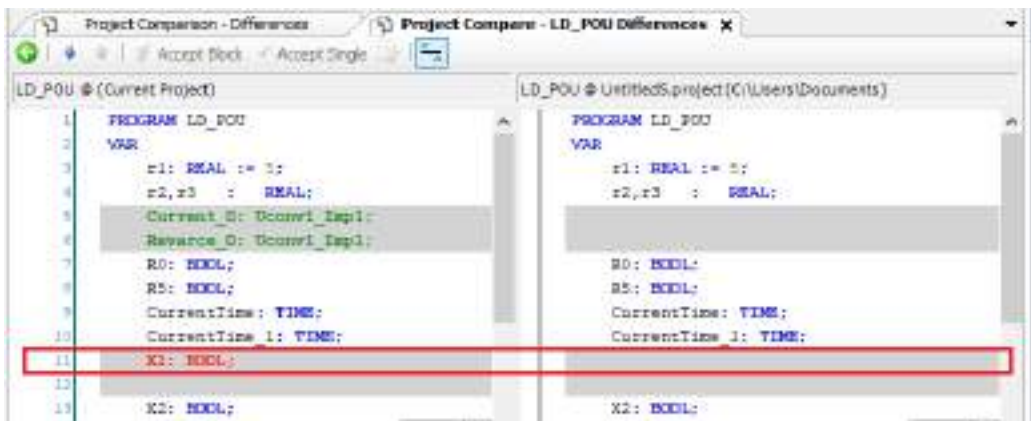 Project Comparison - Differences
Project Compare - LD_POU Differences x
Accept Block Accept Single
LD_POU @ (Current Project)
LD_POU @ Untitled5.project (C:\Users\Documents)
1 PROGRAM LD_POU
2 VAR
3 r1: REAL := 5;
4 r2,r3 : REAL;
5 Current_O: Uconv1_Imp1;
6 Revarce_O: Uconv1_Imp1;
7 R0: BOOL;
8 R5: BOOL;
9 CurrentTime: TIME;
10 CurrentTime_1: TIME;
11 X1: BOOL;
12
13 X2: BOOL;
PROGRAM LD_POU
VAR
r1: REAL := 5;
r2,r3 : REAL;
R0: BOOL;
R5: BOOL;
CurrentTime: TIME;
CurrentTime_1: TIME;
X2: BOOL;